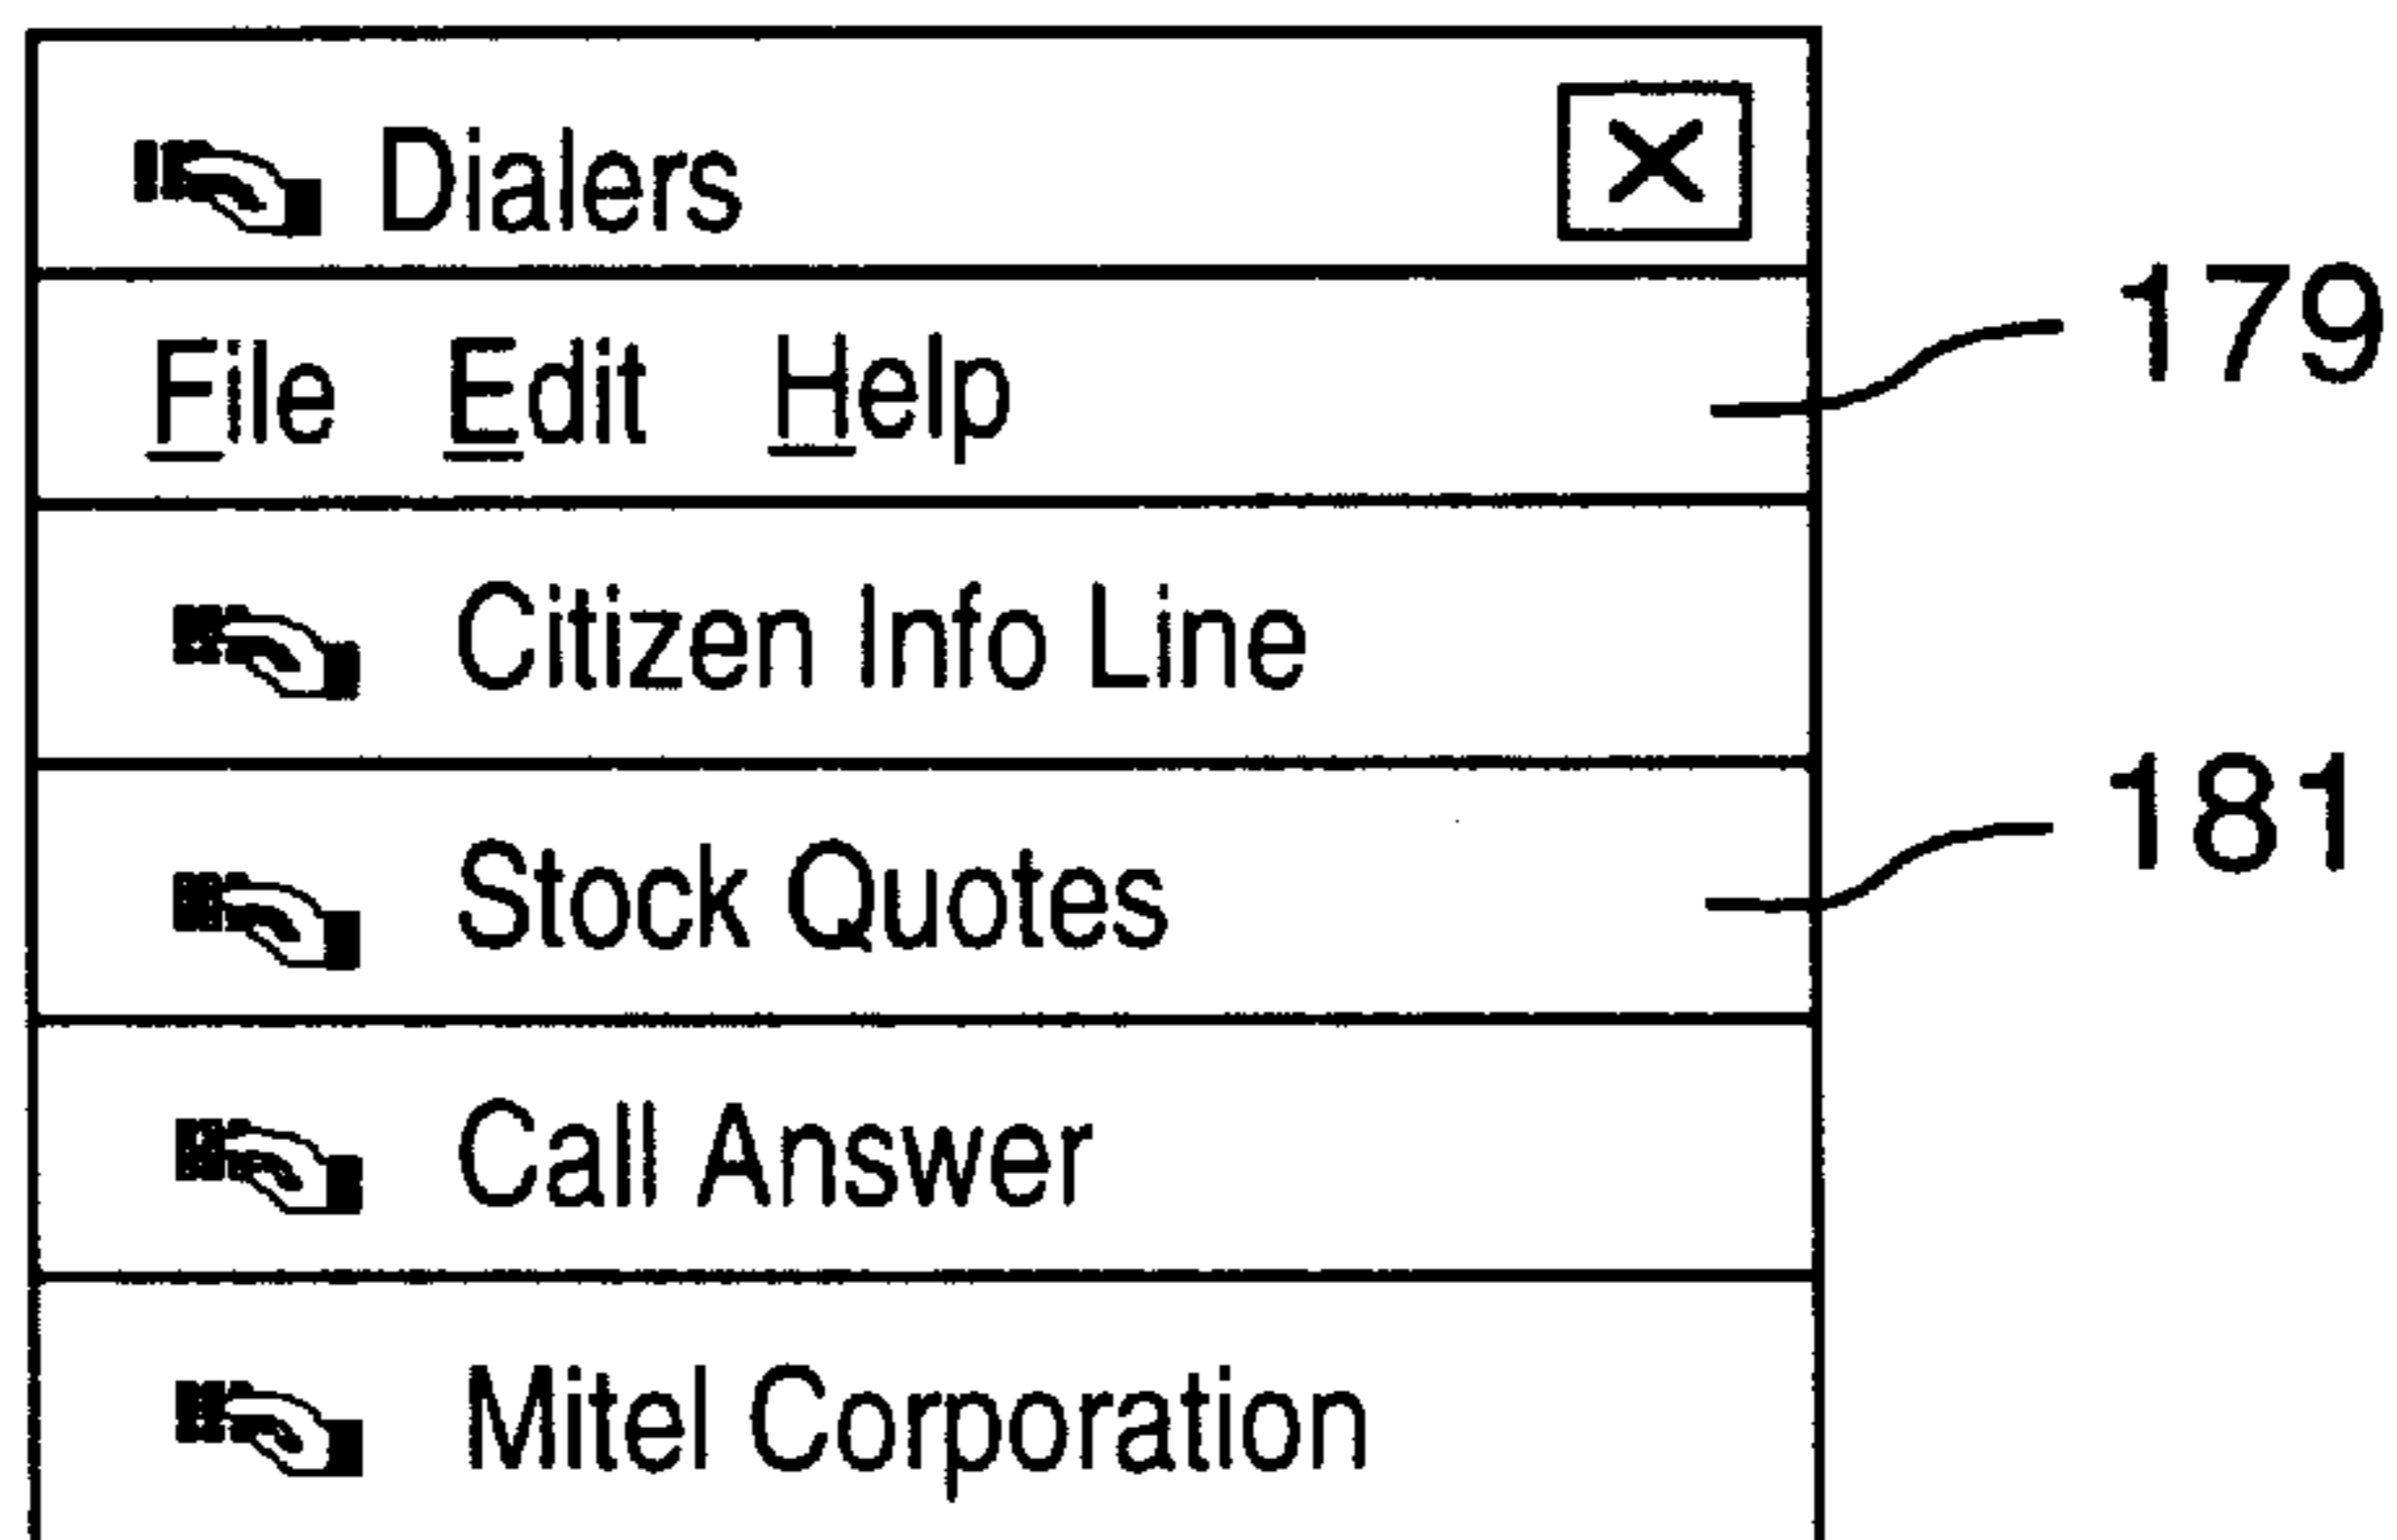 Dialers
File Edit Help 179
Citizen Info Line
Stock Quotes 181
Call Answer
Mitel Corporation